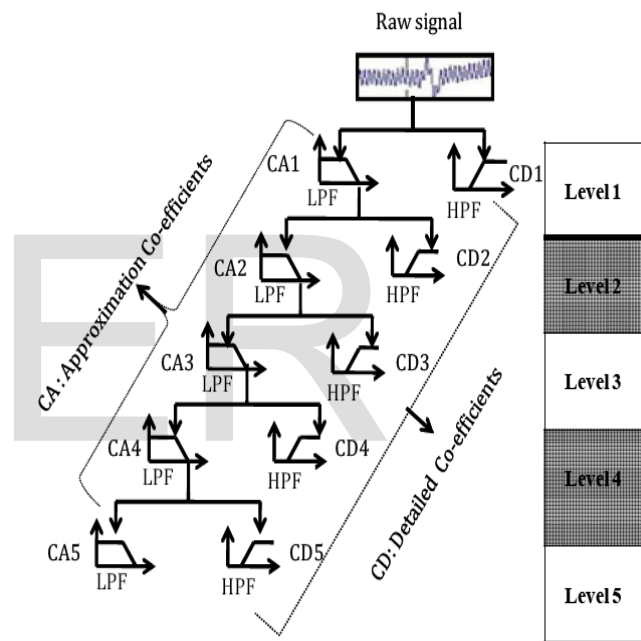 Raw signal
CA1
LPF
CD1
HPF
Level 1
CA2
LPF
CD2
HPF
Level 2
CA3
LPF
CD3
HPF
Level 3
CA4
LPF
CD4
HPF
Level 4
CA5
LPF
CD5
HPF
Level 5
CA : Approximation Co-efficients
CD: Detailed Co-efficients
ER